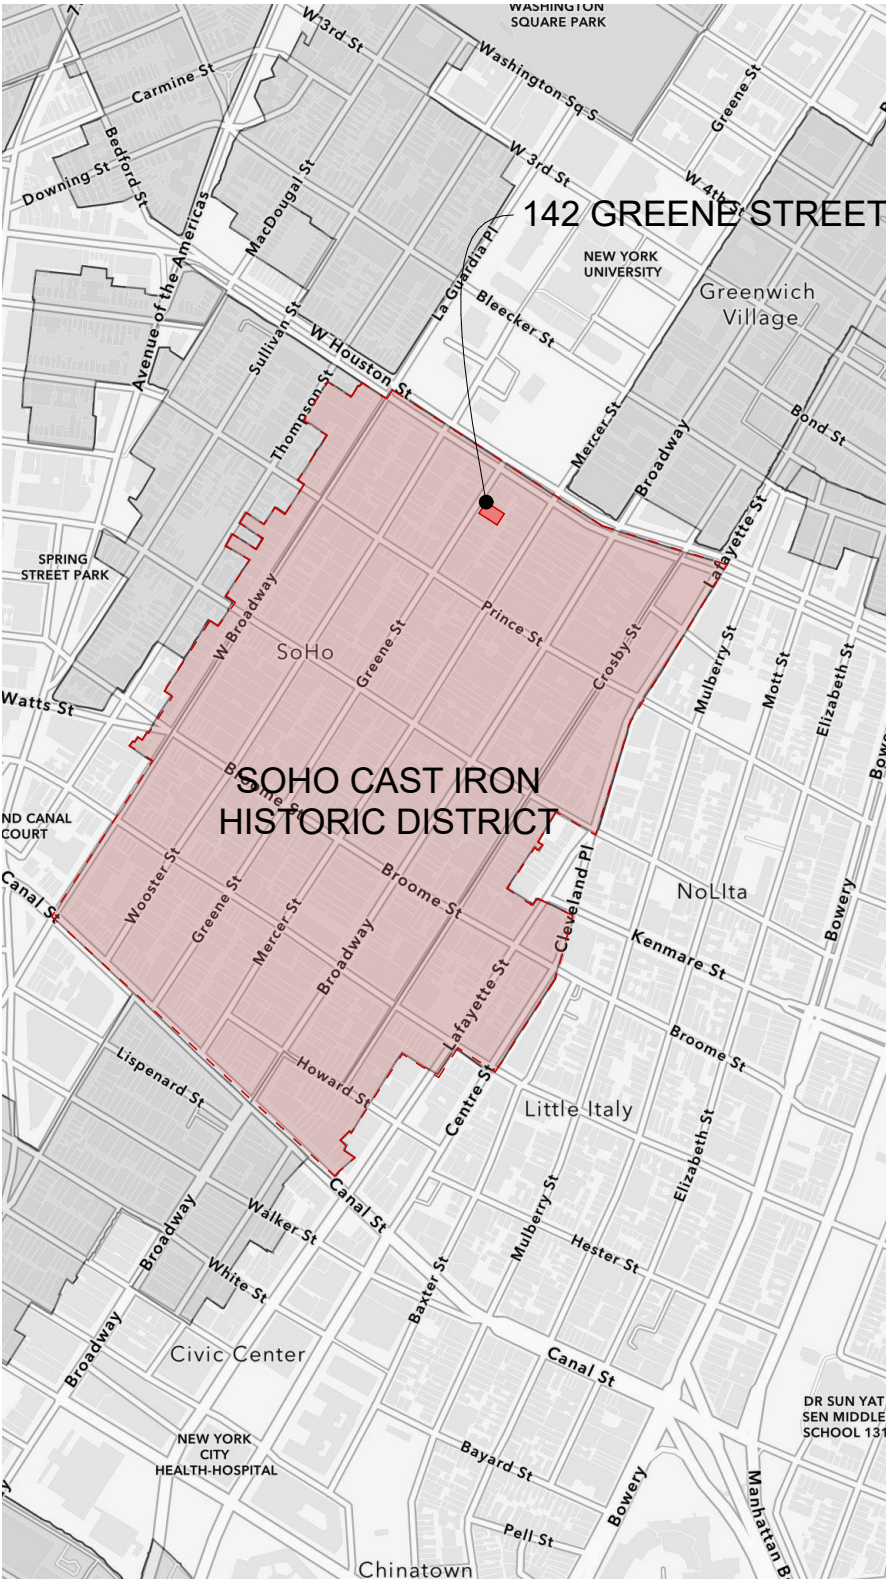 WASHINGTON
SQUARE PARK
W 3rd St
Washington Sq S
Carmine St
Greene St
Bedford St
Downing St
W 3rd St
W 4th St
MacDougal St
142 GREENE STREET
Avenue of the Americas
La Guardia Pl
NEW YORK
UNIVERSITY
Greenwich
Village
Bleecker St
Sullivan St
W Houston St
Thompson St
Mercer St
Broadway
Bond St
Lafayette St
SPRING
STREET PARK
W Broadway
Prince St
SoHo
Greene St
Crosby St
Mulberry St
Mott St
Elizabeth St
Watts St
Bowery
SOHO CAST IRON
HISTORIC DISTRICT
Broome St
ND CANAL
COURT
Canal St
Wooster St
Greene St
Mercer St
Broadway
Broome St
Cleveland Pl
NoLIta
Bowery
Kenmare St
Lafayette St
Broome St
Lispenard St
Howard St
Centre St
Little Italy
Elizabeth St
Canal St
Mulberry St
Broadway
Walker St
White St
Hester St
Baxter St
Broadway
Civic Center
Canal St
DR SUN YAT
SEN MIDDLE
SCHOOL 131
NEW YORK
CITY
HEALTH-HOSPITAL
Bayard St
Bowery
Manhattan B
Pell St
Chinatown